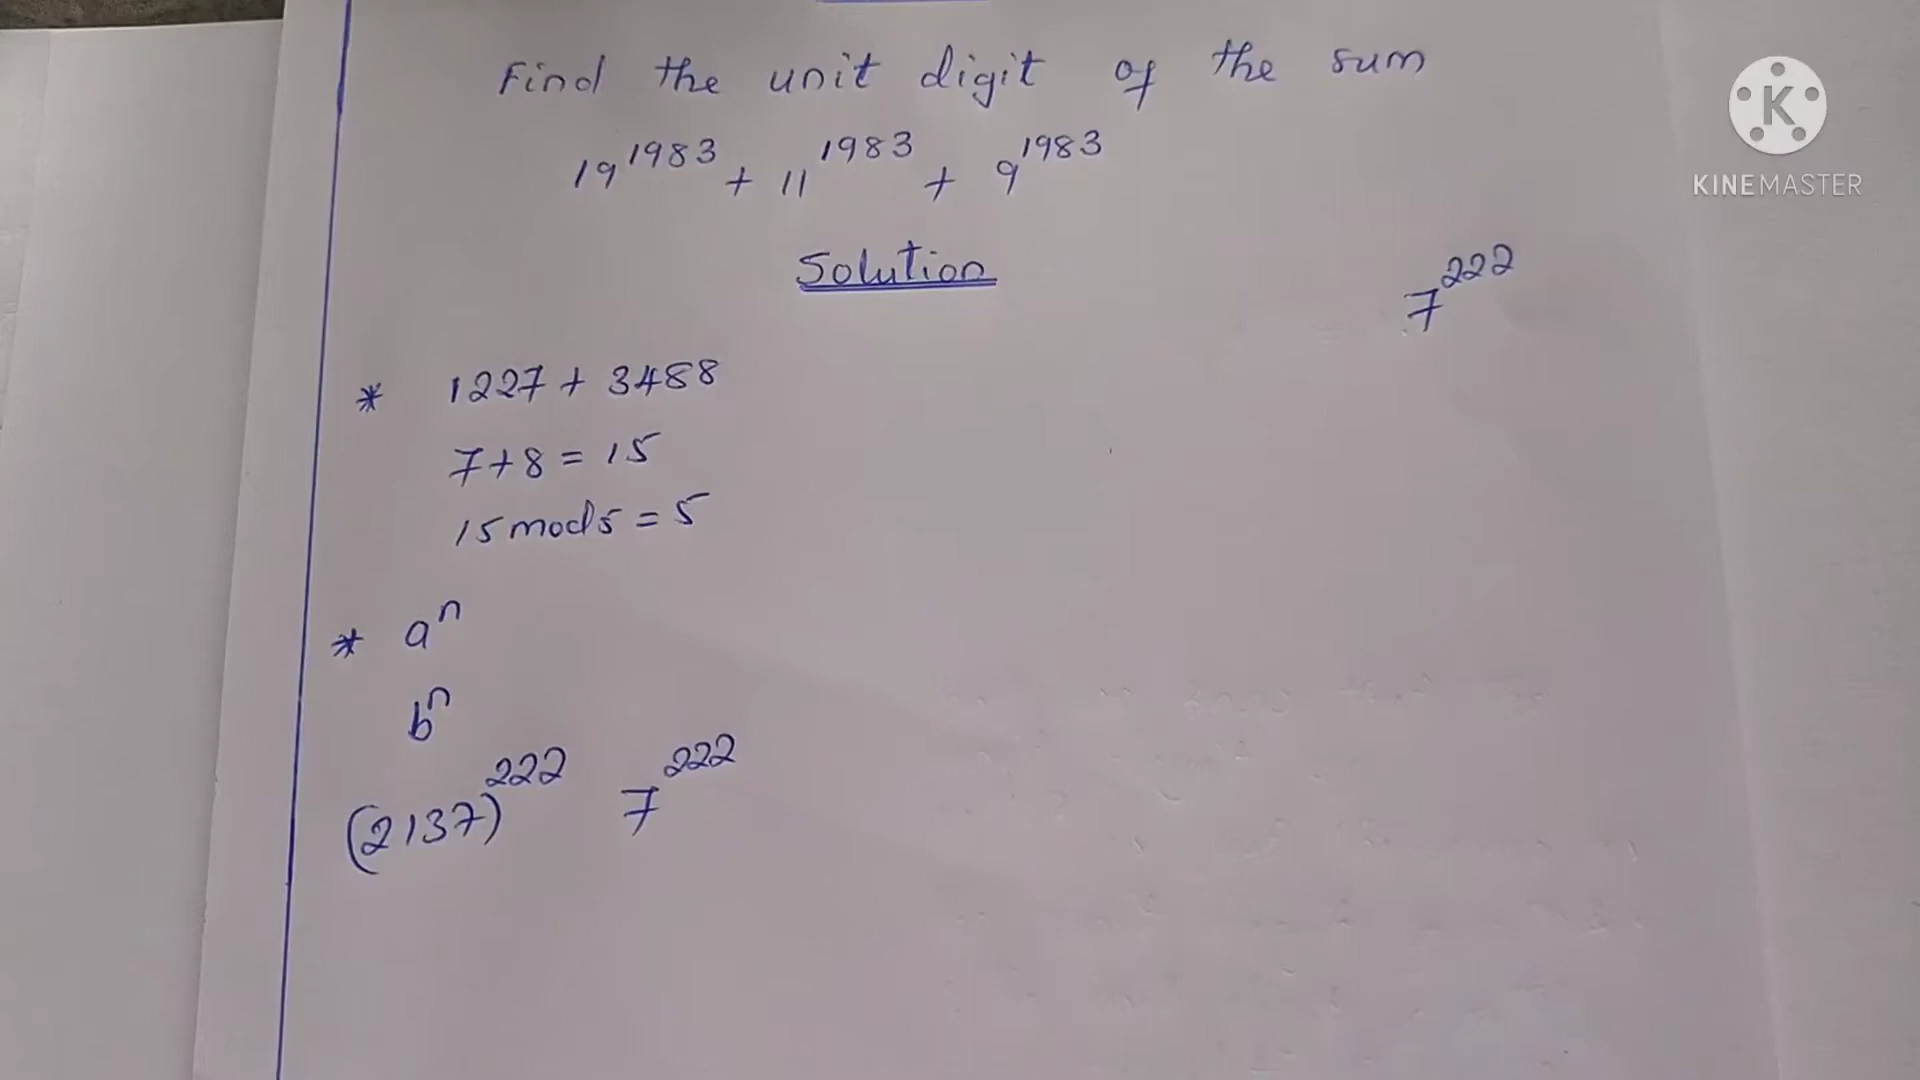 Find the unit digit of the sum
19^1983 + 11^1983 + 9^1983
K
KINEMASTER
Solution
7^222
* 1227 + 3488
7+8 = 15
15 mod 5 = 5
* a^n
b^n
(2137)^222 7^222